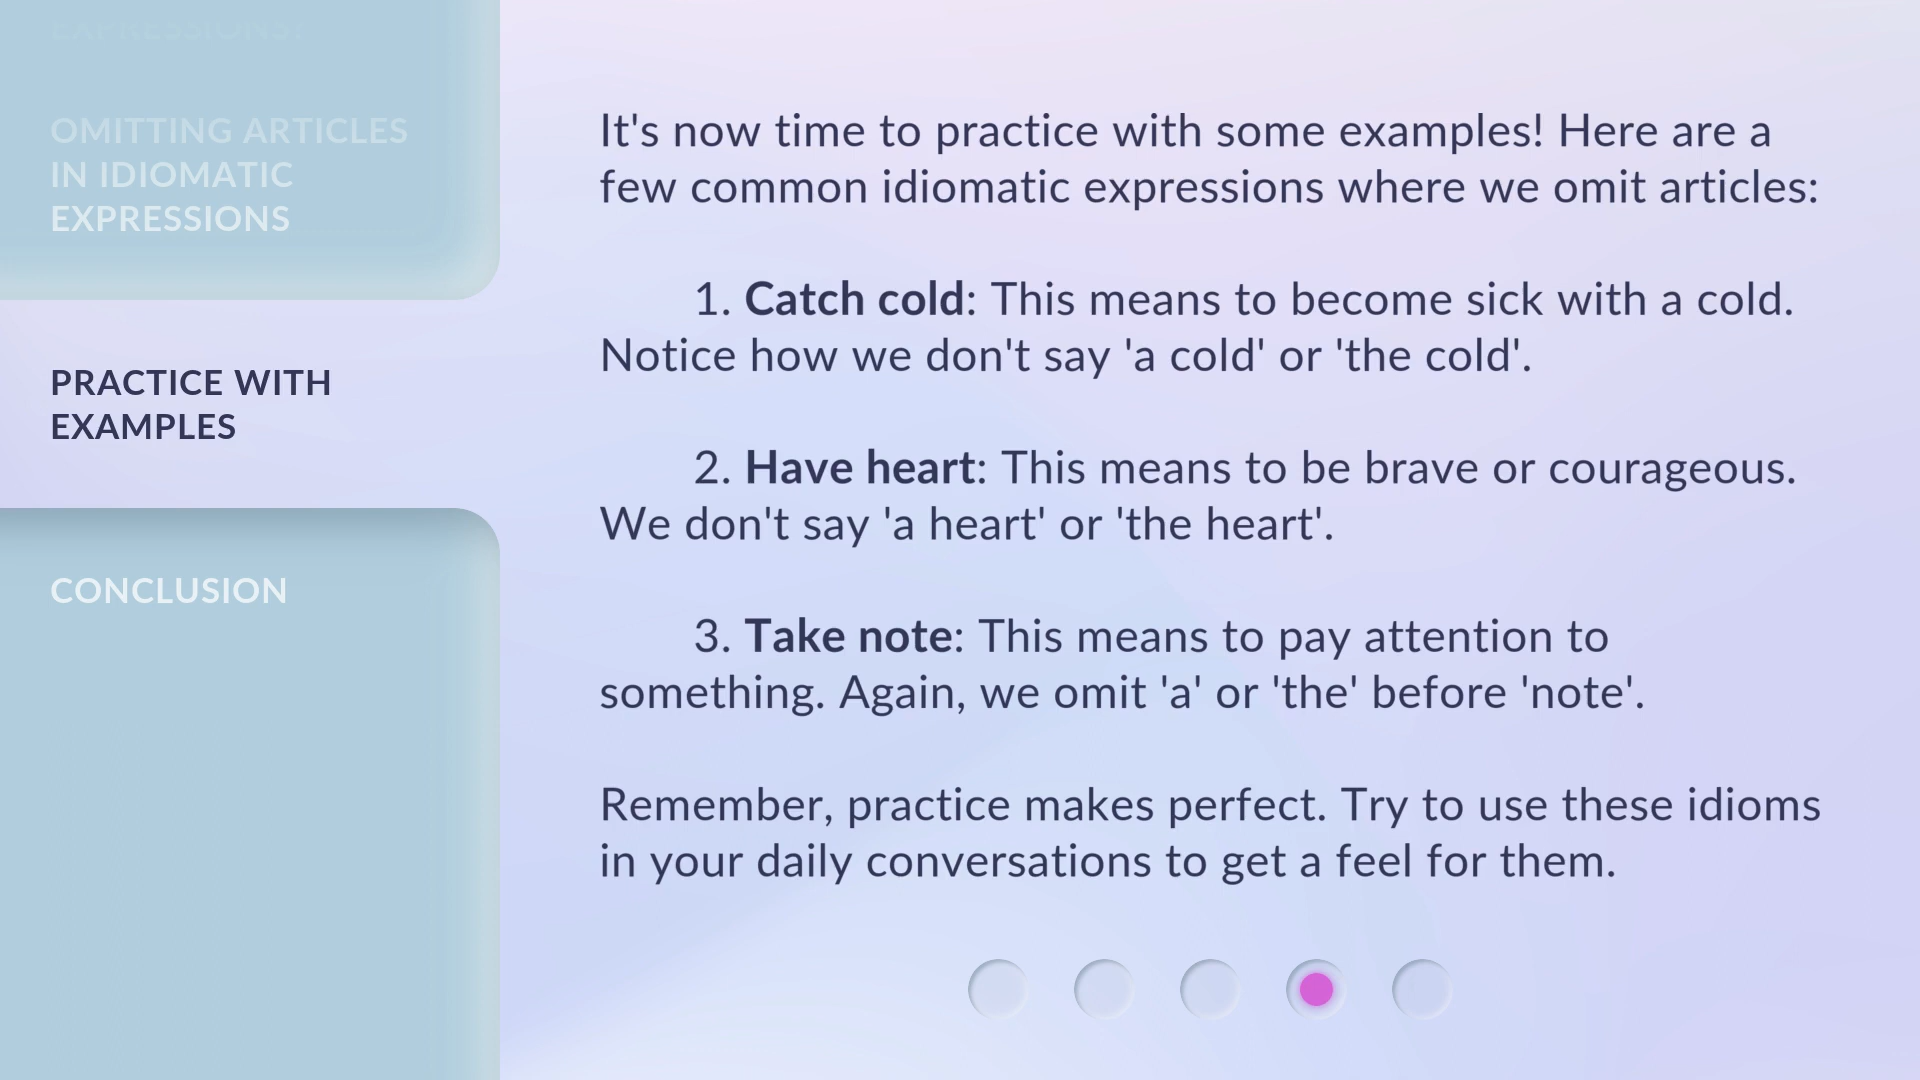 EXPRESSIONS?
OMITTING ARTICLES
IN IDIOMATIC
EXPRESSIONS
PRACTICE WITH
EXAMPLES
CONCLUSION
It's now time to practice with some examples! Here are a
few common idiomatic expressions where we omit articles:
1. Catch cold: This means to become sick with a cold.
Notice how we don't say 'a cold' or 'the cold'.
2. Have heart: This means to be brave or courageous.
We don't say 'a heart' or 'the heart'.
3. Take note: This means to pay attention to
something. Again, we omit 'a' or 'the' before 'note'.
Remember, practice makes perfect. Try to use these idioms
in your daily conversations to get a feel for them.